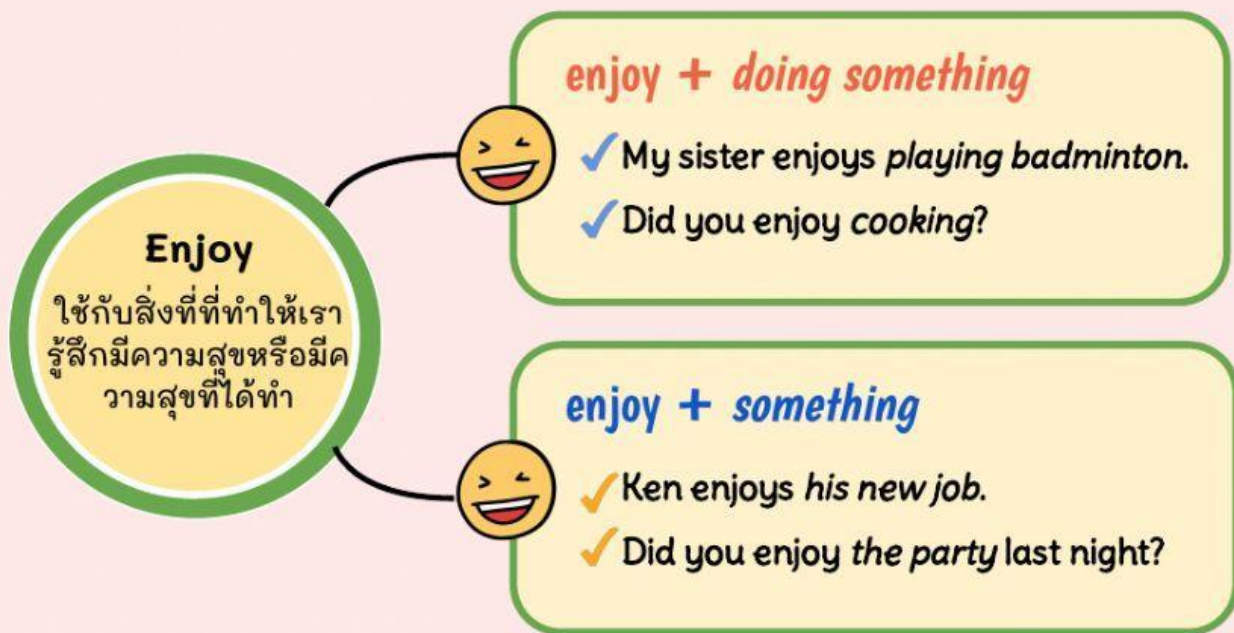 Enjoy
ใช้กับสิ่งที่ที่ทำให้เรา
รู้สึกมีความสุขหรือมีค
วามสุขที่ได้ทำ
enjoy + doing something
✓ My sister enjoys playing badminton.
✓ Did you enjoy cooking?
enjoy + something
✓ Ken enjoys his new job.
✓ Did you enjoy the party last night?